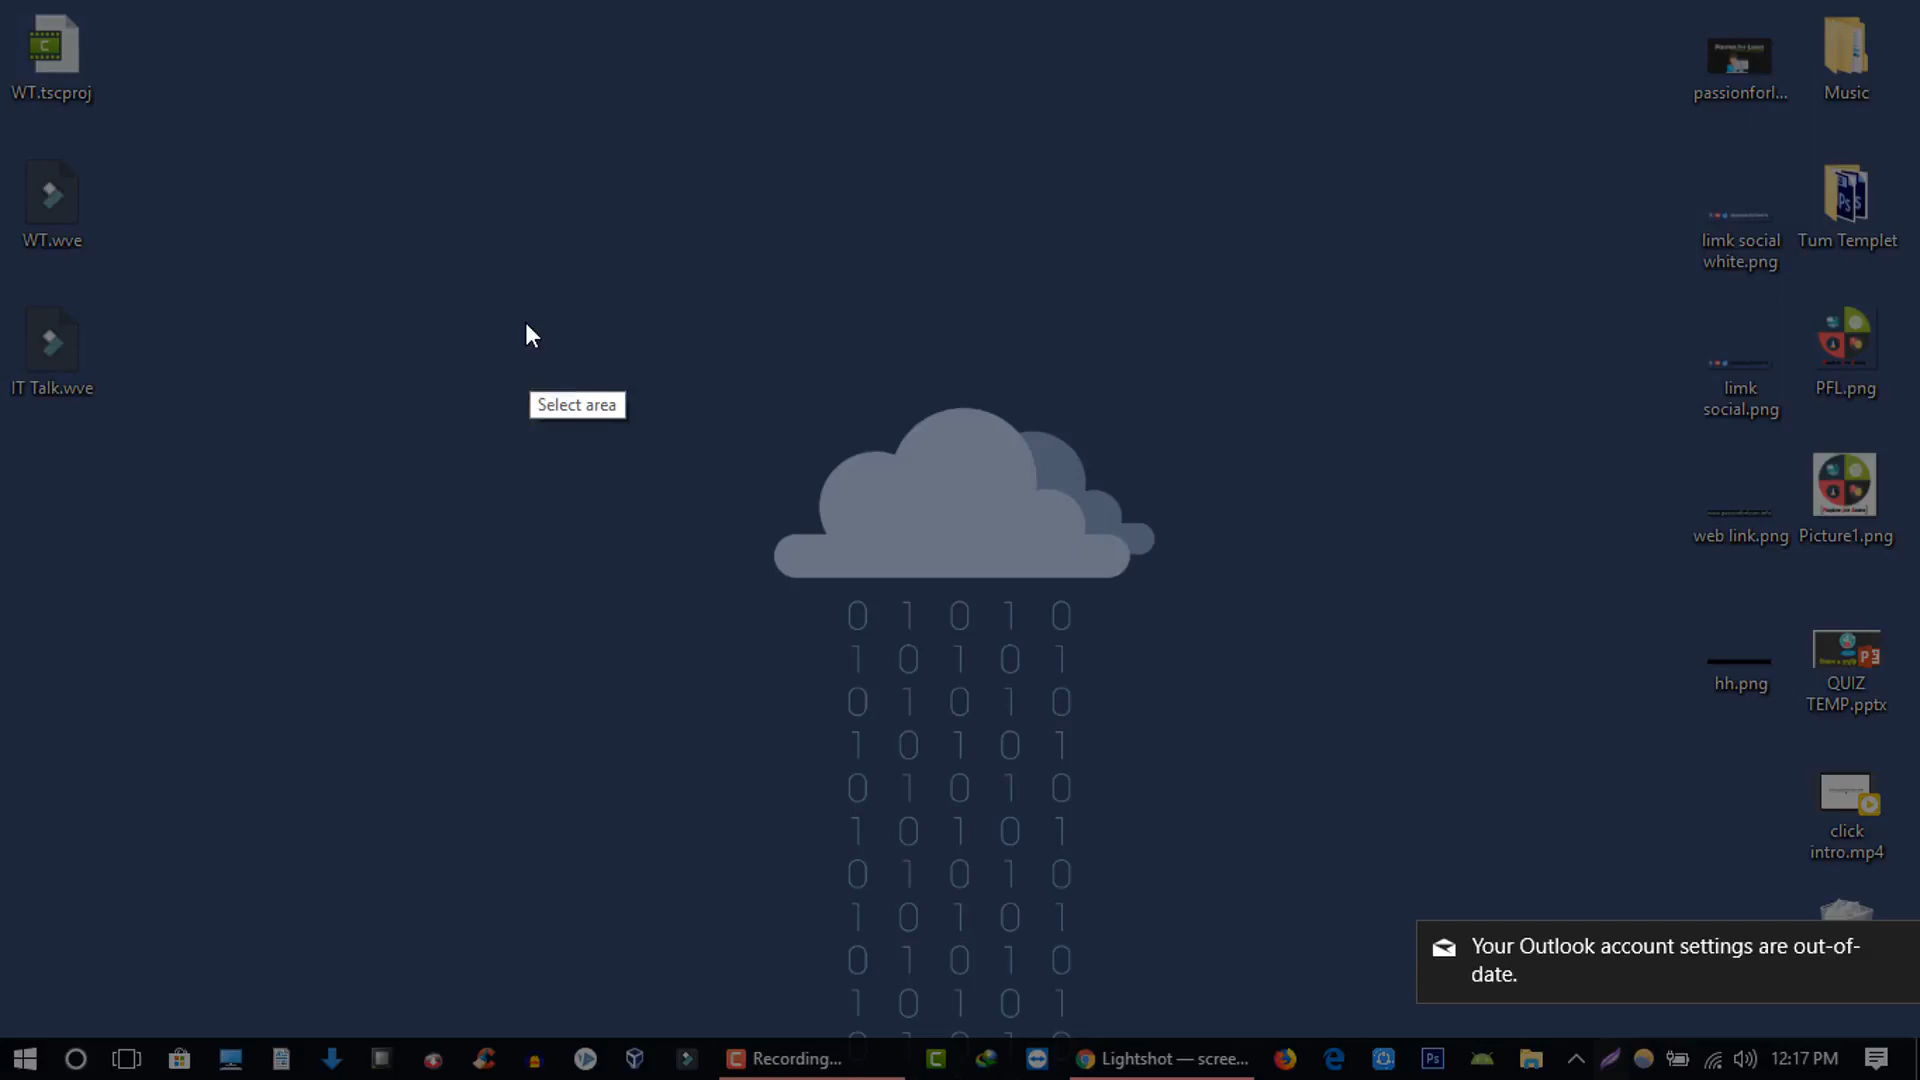 WT.tscproj
WT.wve
IT Talk.wve
Select area
passionforl...
Music
limk social
white.png
Tum Templet
limk
social.png
PFL.png
web link.png
Picture1.png
hh.png
QUIZ
TEMP.pptx
click
intro.mp4
0 1 0 1 0
1 0 1 0 1
0 1 0 1 0
1 0 1 0 1
0 1 0 1 0
1 0 1 0 1
0 1 0 1 0
1 0 1 0 1
0 1 0 1 0
1 0 1 0 1
Your Outlook account settings are out-of-
date.
Recording...
Lightshot — scree...
12:17 PM